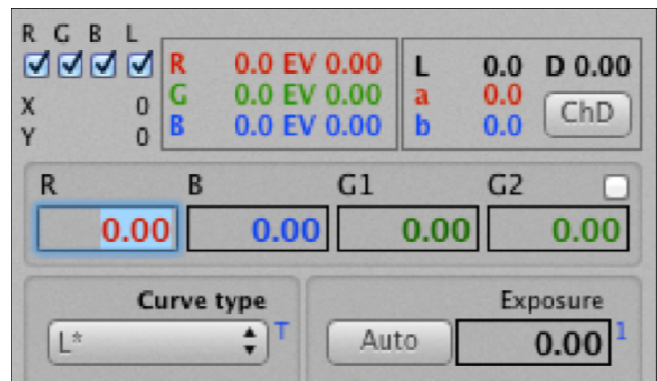 R G B L
X 0
Y 0
R 0.0 EV 0.00
G 0.0 EV 0.00
B 0.0 EV 0.00
L 0.0 D 0.00
a 0.0
b 0.0 ChD
R B G1 G2
0.00 0.00 0.00 0.00
Curve type
L* T
Exposure
Auto 0.00 1